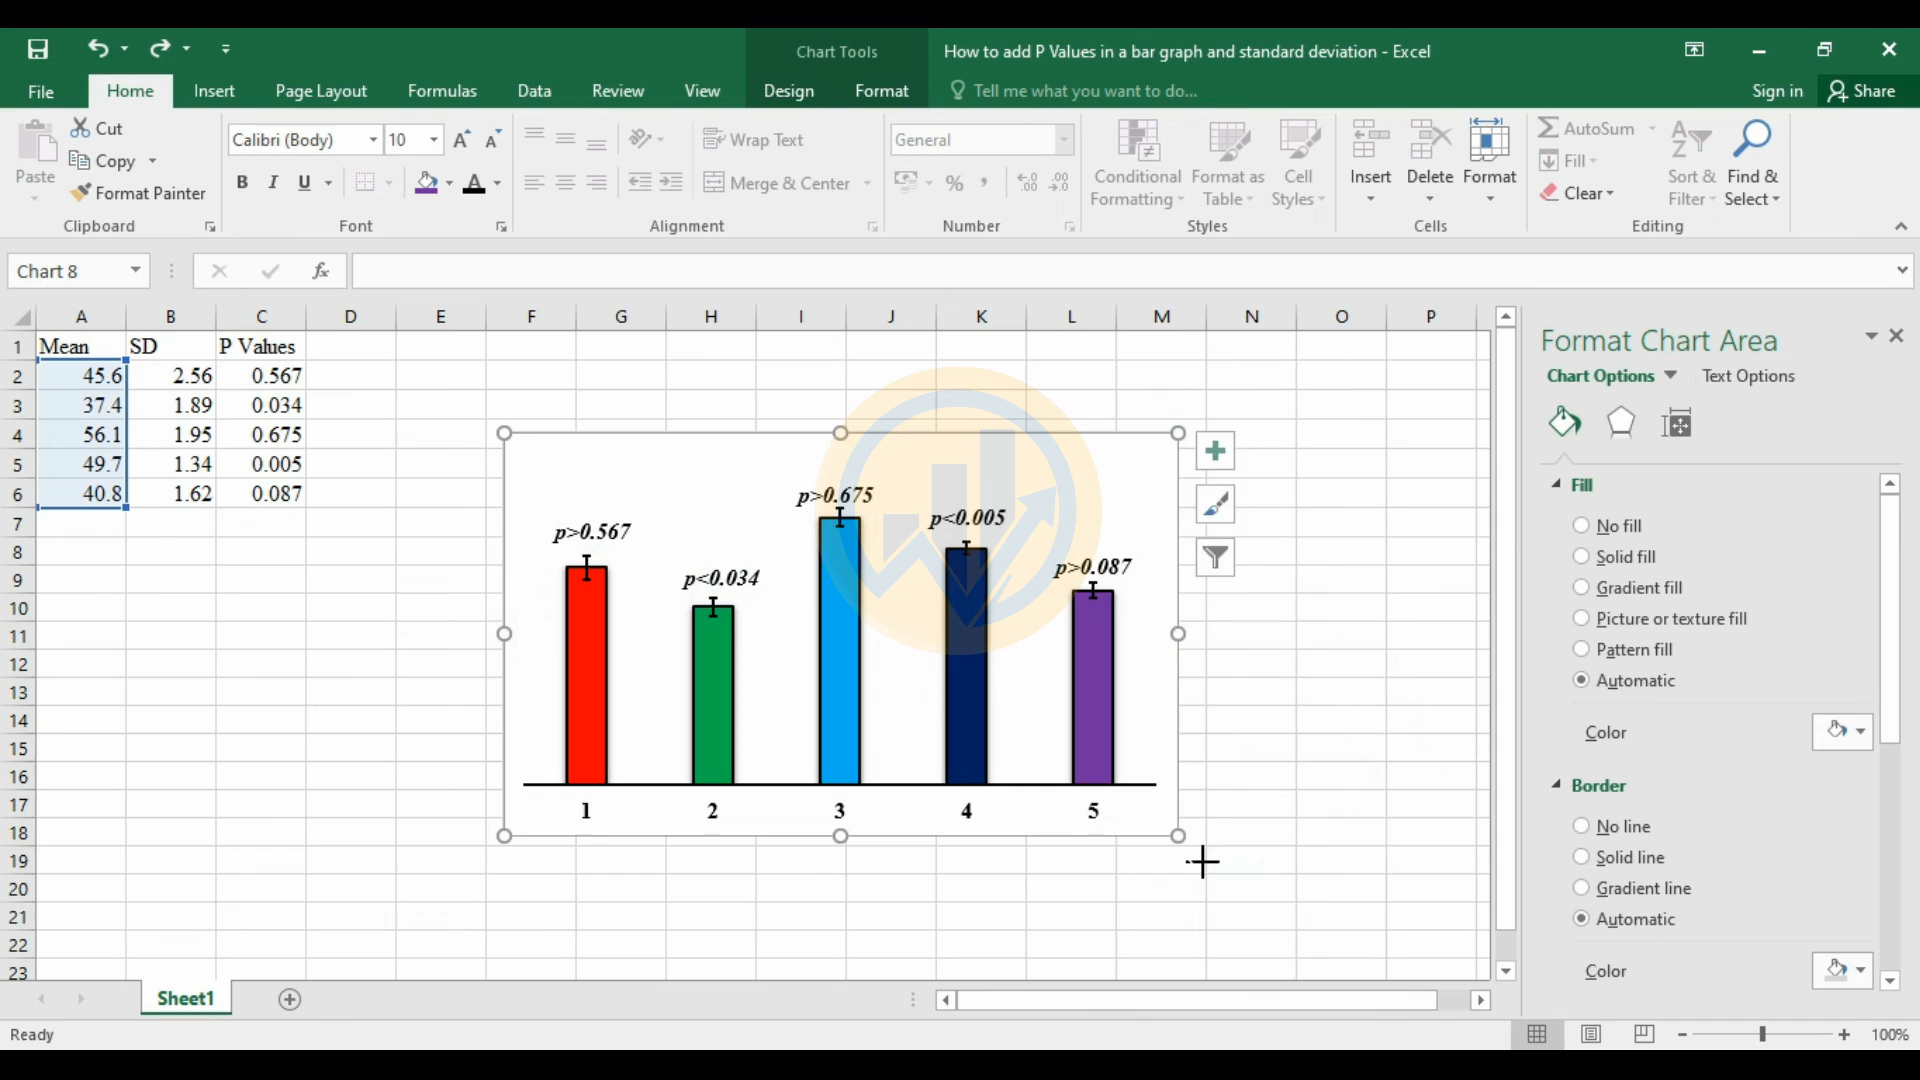 Chart Tools
How to add P Values in a bar graph and standard deviation - Excel
File Home Insert Page Layout Formulas Data Review View Design Format Tell me what you want to do... Sign in Share
Cut
Copy
Format Painter
Paste
Clipboard
Calibri (Body) 10
B I U
Font
Wrap Text
Merge & Center
Alignment
General
%
Number
Conditional Formatting
Format as Table
Cell Styles
Styles
Insert Delete Format
Cells
AutoSum
Fill
Clear
Sort & Filter
Find & Select
Editing
Chart 8
fx
A B C D E F G H I J K L M N O P
1 Mean SD P Values
2 45.6 2.56 0.567
3 37.4 1.89 0.034
4 56.1 1.95 0.675
5 49.7 1.34 0.005
6 40.8 1.62 0.087
7
8
9
10
11
12
13
14
15
16
17
18
19
20
21
22
23
p>0.567
p<0.034
p>0.675
p<0.005
p>0.087
1 2 3 4 5
Format Chart Area
Chart Options Text Options
Fill
No fill
Solid fill
Gradient fill
Picture or texture fill
Pattern fill
Automatic
Color
Border
No line
Solid line
Gradient line
Automatic
Color
Sheet1
Ready
100%